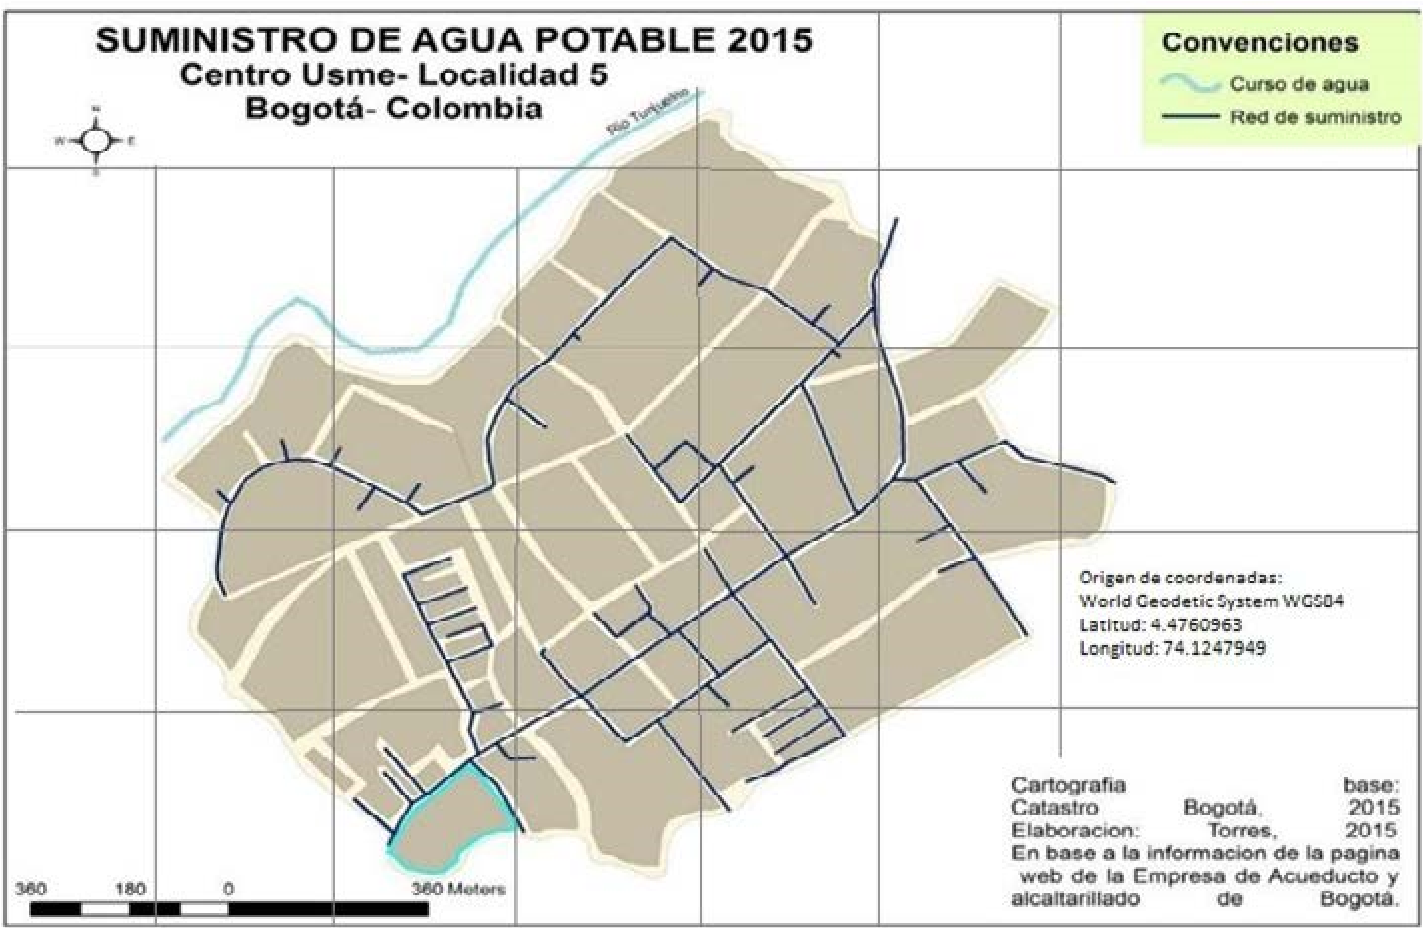 SUMINISTRO DE AGUA POTABLE 2015
Centro Usme- Localidad 5
Bogotá- Colombia
N
W E
S
Río Tunjuelito
Convenciones
Curso de agua
Red de suministro
Origen de coordenadas:
World Geodetic System WGS84
Latitud: 4.4760963
Longitud: 74.1247949
Cartografia base:
Catastro Bogotá, 2015
Elaboracion: Torres, 2015
En base a la informacion de la pagina
web de la Empresa de Acueducto y
alcaltarillado de Bogotá.
360 180 0 360 Meters